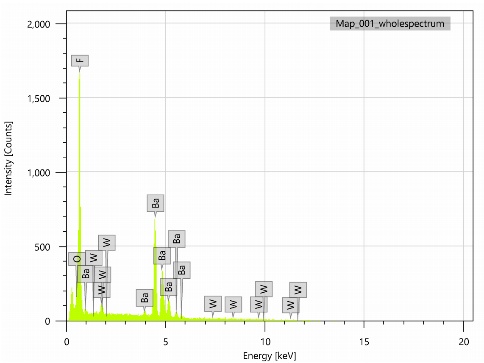 Map_001_wholespectrum
2,000
1,500
1,000
500
0
Intensity [Counts]
F
O
Ba
W
W
W
W
Ba
Ba
Ba
Ba
Ba
Ba
W
W
W
W
W
W
0 5 10 15 20
Energy [keV]